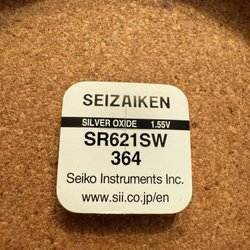 SEIZAIKEN
SILVER OXIDE 1.55V
SR621SW
364
Seiko Instruments Inc.
www.sii.co.jp/en